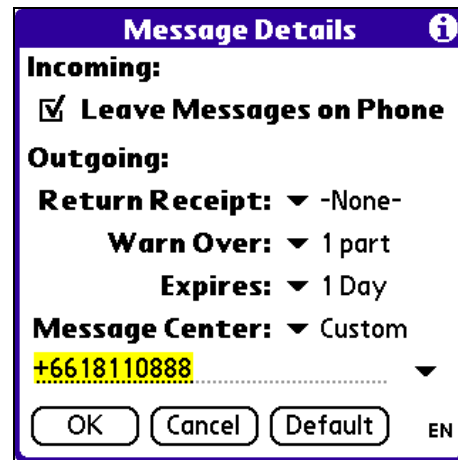 Message Details
Incoming:
Leave Messages on Phone
Outgoing:
Return Receipt: -None-
Warn Over: 1 part
Expires: 1 Day
Message Center: Custom
+6618110888
OK Cancel Default EN